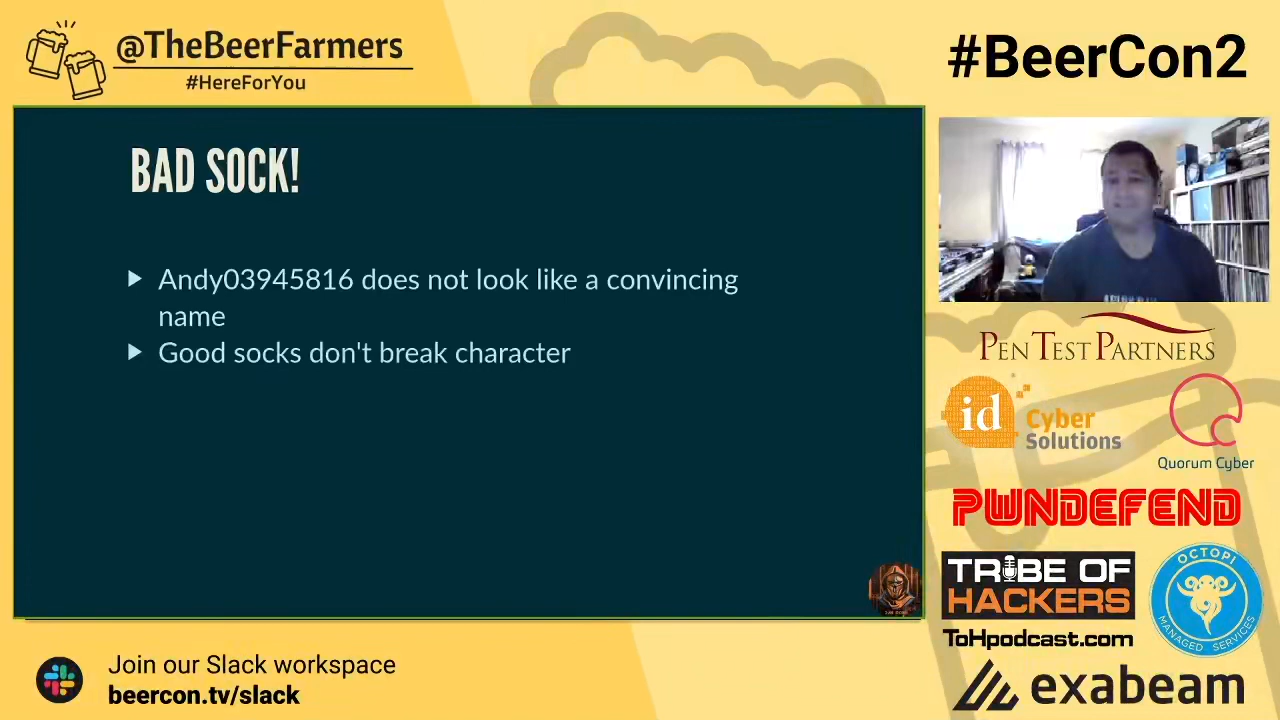 @TheBeerFarmers
#HereForYou
#BeerCon2
BAD SOCK!
Andy03945816 does not look like a convincing
name
Good socks don't break character
PEN TEST PARTNERS
id Cyber
Solutions
Quorum Cyber
PWNDEFEND
TRIBE OF
HACKERS
ToHpodcast.com
OCTOPI
MANAGED SERVICES
exabeam
Join our Slack workspace
beercon.tv/slack